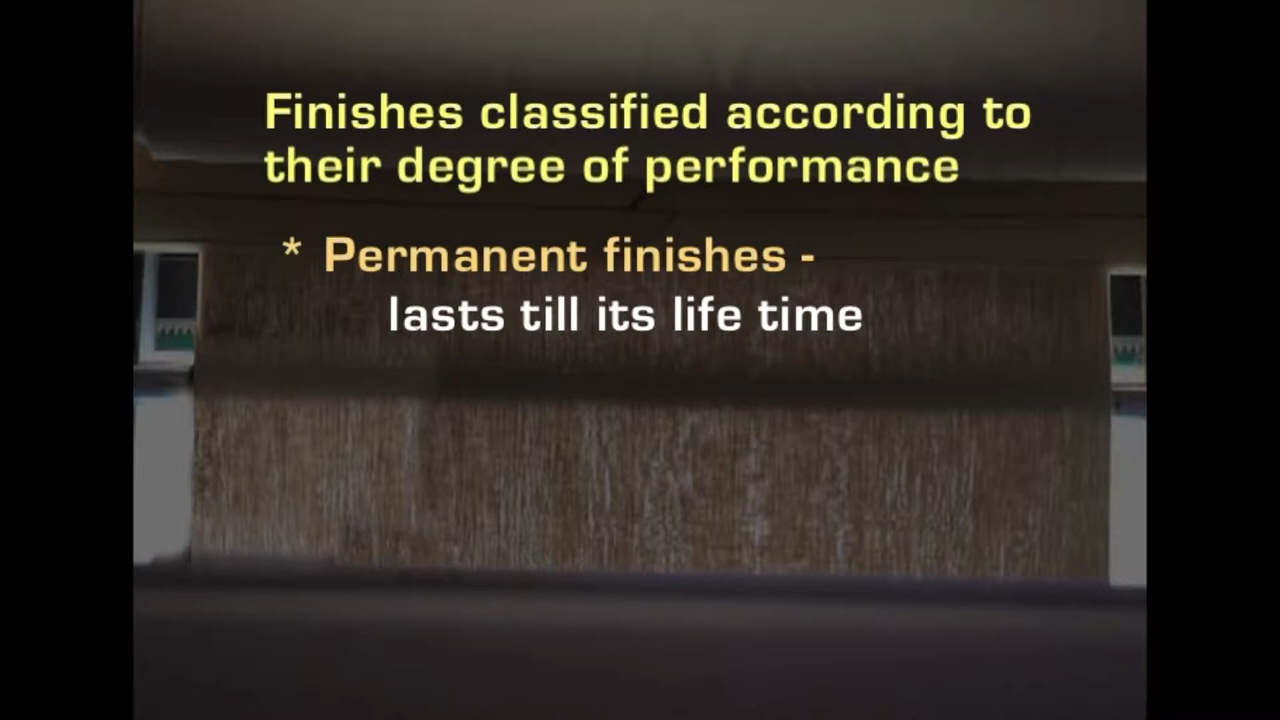 Finishes classified according to
their degree of performance
* Permanent finishes -
lasts till its life time